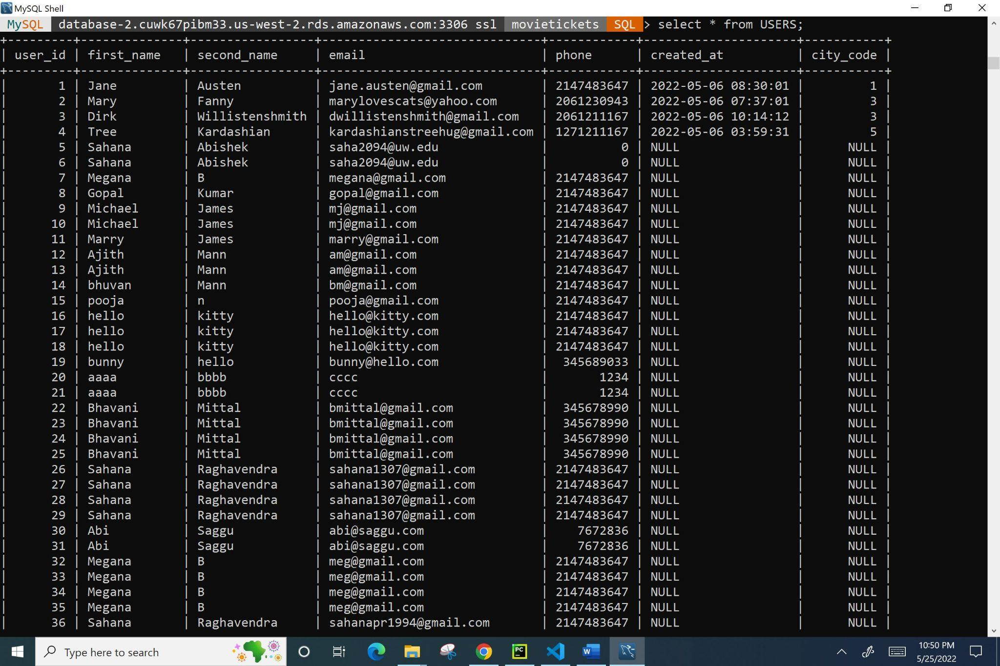 MySQL Shell
MySQL database-2.cuwk67pibm33.us-west-2.rds.amazonaws.com:3306 ssl movietickets SQL > select * from USERS;
+---------+--------------+-----------------+------------------------------+------------+---------------------+-----------+
| user_id | first_name   | second_name     | email                        | phone      | created_at          | city_code |
+---------+--------------+-----------------+------------------------------+------------+---------------------+-----------+
|       1 | Jane         | Austen          | jane.austen@gmail.com        | 2147483647 | 2022-05-06 08:30:01 |         1 |
|       2 | Mary         | Fanny           | marylovescats@yahoo.com      | 2061230943 | 2022-05-06 07:37:01 |         3 |
|       3 | Dirk         | Willistenshmith | dwillistenshmith@gmail.com   | 2061211167 | 2022-05-06 10:14:12 |         3 |
|       4 | Tree         | Kardashian      | kardashianstreehug@gmail.com | 1271211167 | 2022-05-06 03:59:31 |         5 |
|       5 | Sahana       | Abishek         | saha2094@uw.edu              |          0 | NULL                |      NULL |
|       6 | Sahana       | Abishek         | saha2094@uw.edu              |          0 | NULL                |      NULL |
|       7 | Megana       | B               | megana@gmail.com             | 2147483647 | NULL                |      NULL |
|       8 | Gopal        | Kumar           | gopal@gmail.com              | 2147483647 | NULL                |      NULL |
|       9 | Michael      | James           | mj@gmail.com                 | 2147483647 | NULL                |      NULL |
|      10 | Michael      | James           | mj@gmail.com                 | 2147483647 | NULL                |      NULL |
|      11 | Marry        | James           | marry@gmail.com              | 2147483647 | NULL                |      NULL |
|      12 | Ajith        | Mann            | am@gmail.com                 | 2147483647 | NULL                |      NULL |
|      13 | Ajith        | Mann            | am@gmail.com                 | 2147483647 | NULL                |      NULL |
|      14 | bhuvan       | Mann            | bm@gmail.com                 | 2147483647 | NULL                |      NULL |
|      15 | pooja        | n               | pooja@gmail.com              | 2147483647 | NULL                |      NULL |
|      16 | hello        | kitty           | hello@kitty.com              | 2147483647 | NULL                |      NULL |
|      17 | hello        | kitty           | hello@kitty.com              | 2147483647 | NULL                |      NULL |
|      18 | hello        | kitty           | hello@kitty.com              | 2147483647 | NULL                |      NULL |
|      19 | bunny        | hello           | bunny@hello.com              |  345689033 | NULL                |      NULL |
|      20 | aaaa         | bbbb            | cccc                         |       1234 | NULL                |      NULL |
|      21 | aaaa         | bbbb            | cccc                         |       1234 | NULL                |      NULL |
|      22 | Bhavani      | Mittal          | bmittal@gmail.com            |  345678990 | NULL                |      NULL |
|      23 | Bhavani      | Mittal          | bmittal@gmail.com            |  345678990 | NULL                |      NULL |
|      24 | Bhavani      | Mittal          | bmittal@gmail.com            |  345678990 | NULL                |      NULL |
|      25 | Bhavani      | Mittal          | bmittal@gmail.com            |  345678990 | NULL                |      NULL |
|      26 | Sahana       | Raghavendra     | sahana1307@gmail.com         | 2147483647 | NULL                |      NULL |
|      27 | Sahana       | Raghavendra     | sahana1307@gmail.com         | 2147483647 | NULL                |      NULL |
|      28 | Sahana       | Raghavendra     | sahana1307@gmail.com         | 2147483647 | NULL                |      NULL |
|      29 | Sahana       | Raghavendra     | sahana1307@gmail.com         | 2147483647 | NULL                |      NULL |
|      30 | Abi          | Saggu           | abi@saggu.com                |    7672836 | NULL                |      NULL |
|      31 | Abi          | Saggu           | abi@saggu.com                |    7672836 | NULL                |      NULL |
|      32 | Megana       | B               | meg@gmail.com                | 2147483647 | NULL                |      NULL |
|      33 | Megana       | B               | meg@gmail.com                | 2147483647 | NULL                |      NULL |
|      34 | Megana       | B               | meg@gmail.com                | 2147483647 | NULL                |      NULL |
|      35 | Megana       | B               | meg@gmail.com                | 2147483647 | NULL                |      NULL |
|      36 | Sahana       | Raghavendra     | sahanapr1994@gmail.com       | 2147483647 | NULL                |      NULL |
Type here to search
PC
W
10:50 PM
5/25/2022